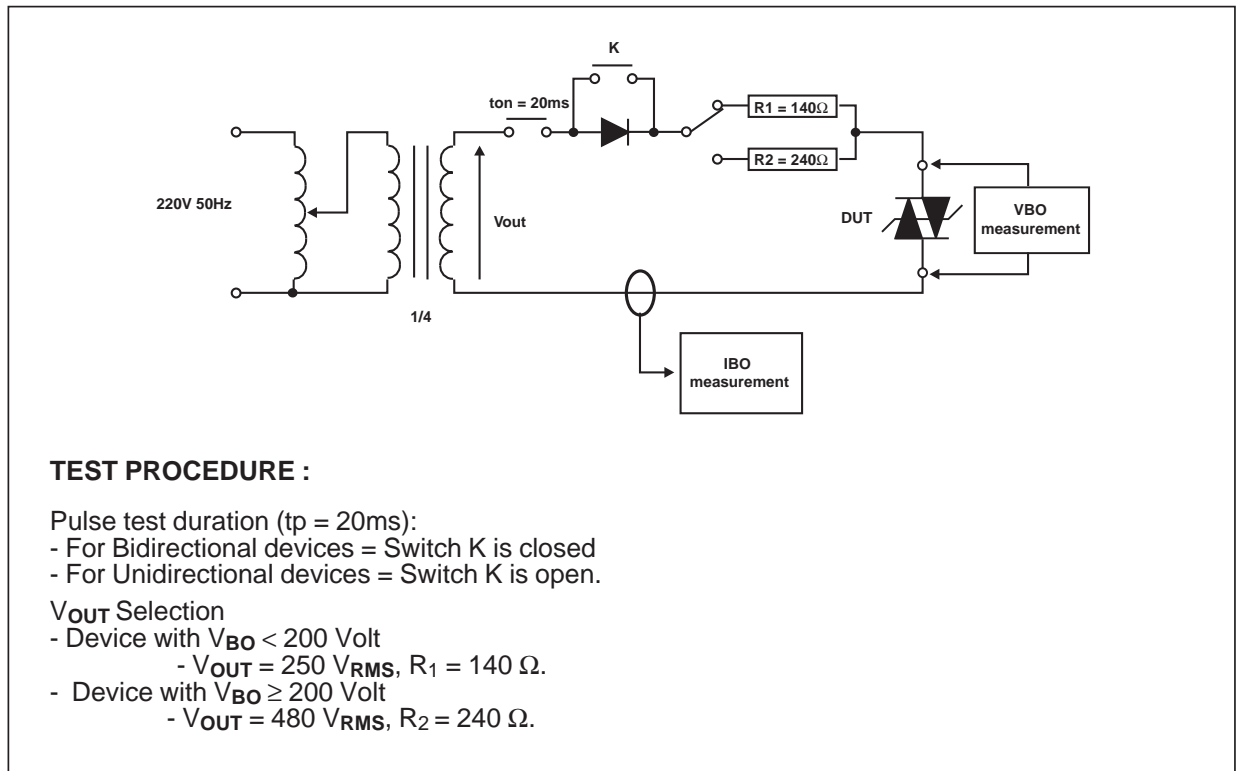 K
ton = 20ms
R1 = 140Ω
R2 = 240Ω
220V 50Hz
Vout
DUT
VBO
measurement
1/4
IBO
measurement
TEST PROCEDURE :
Pulse test duration (tp = 20ms):
- For Bidirectional devices = Switch K is closed
- For Unidirectional devices = Switch K is open.
VOUT Selection
- Device with VBO < 200 Volt
- VOUT = 250 VRMS, R1 = 140 Ω.
- Device with VBO ≥ 200 Volt
- VOUT = 480 VRMS, R2 = 240 Ω.